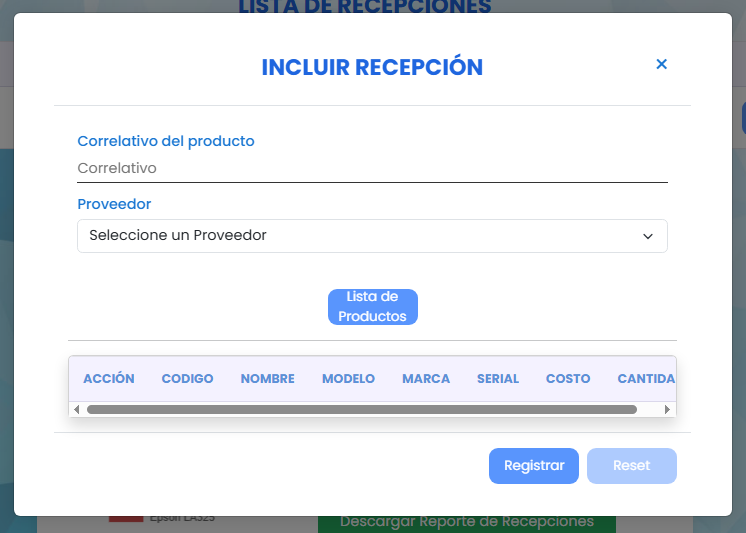 LISTA DE RECEPCIONES
INCLUIR RECEPCIÓN
×
Correlativo del producto
Correlativo
Proveedor
Seleccione un Proveedor
Lista de
Productos
ACCIÓN CODIGO NOMBRE MODELO MARCA SERIAL COSTO CANTIDA
Registrar Reset
Epson EAS23 Descargar Reporte de Recepciones